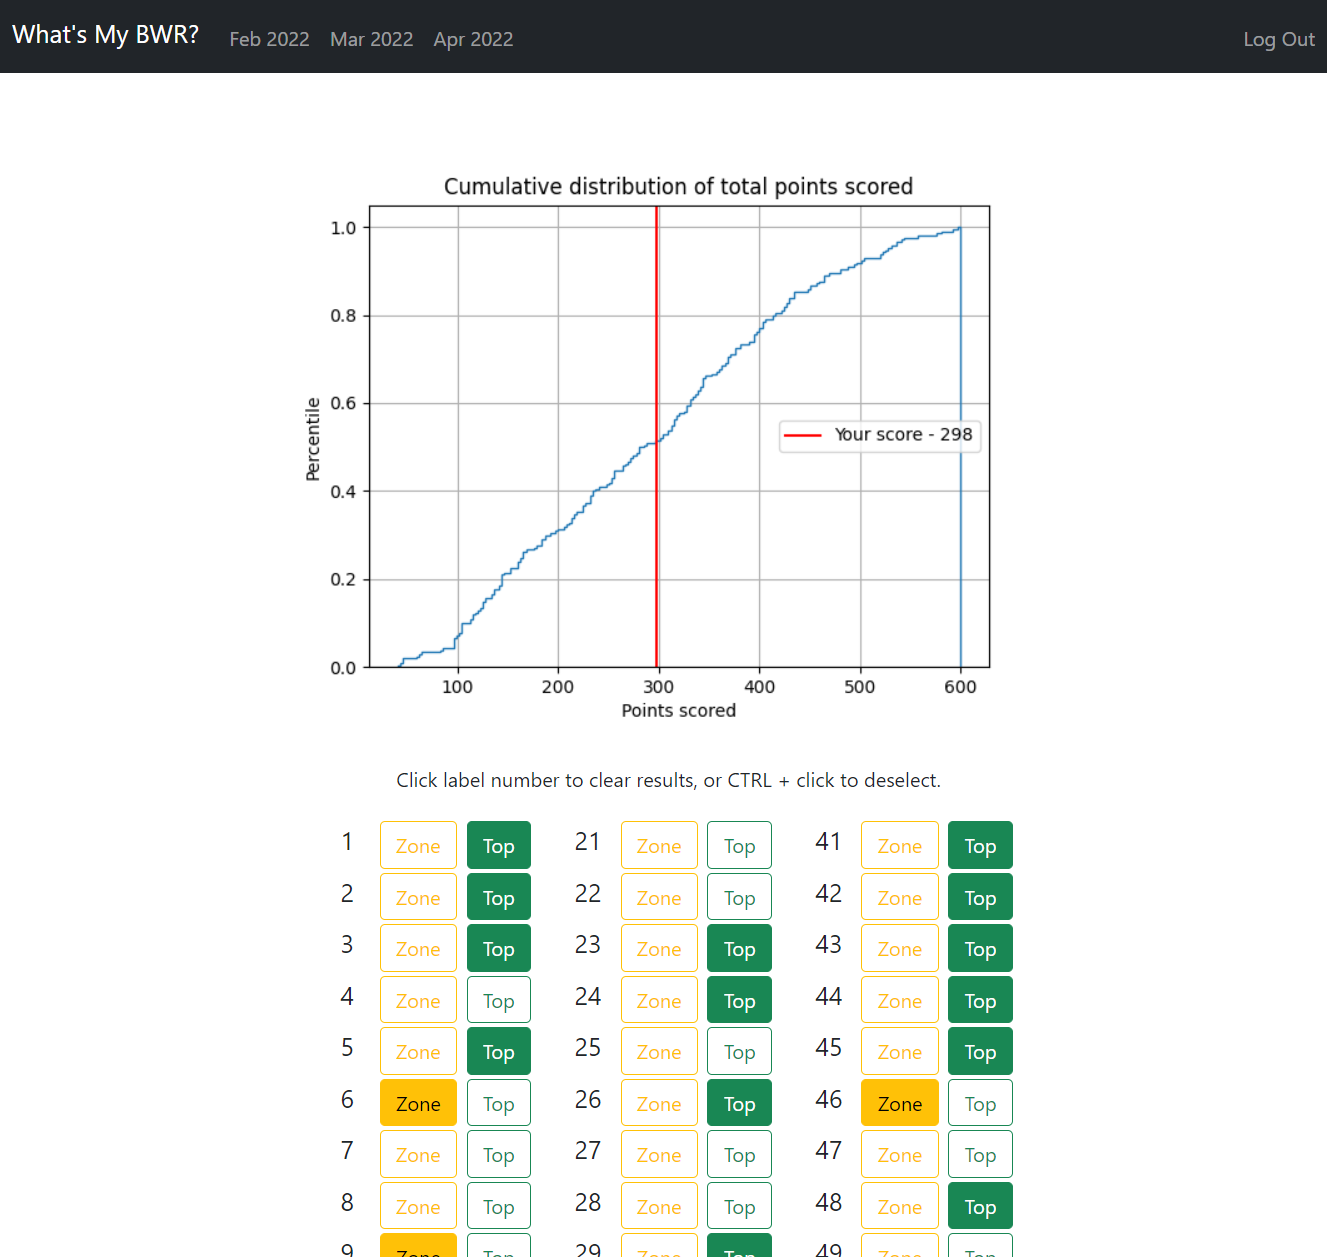 What's My BWR? Feb 2022 Mar 2022 Apr 2022 Log Out
Cumulative distribution of total points scored
1.0
0.8
0.6
0.4
0.2
0.0
Percentile
Your score - 298
100 200 300 400 500 600
Points scored
Click label number to clear results, or CTRL + click to deselect.
1 Zone Top 21 Zone Top 41 Zone Top
2 Zone Top 22 Zone Top 42 Zone Top
3 Zone Top 23 Zone Top 43 Zone Top
4 Zone Top 24 Zone Top 44 Zone Top
5 Zone Top 25 Zone Top 45 Zone Top
6 Zone Top 26 Zone Top 46 Zone Top
7 Zone Top 27 Zone Top 47 Zone Top
8 Zone Top 28 Zone Top 48 Zone Top
9 Zone Top 29 Zone Top 49 Zone Top